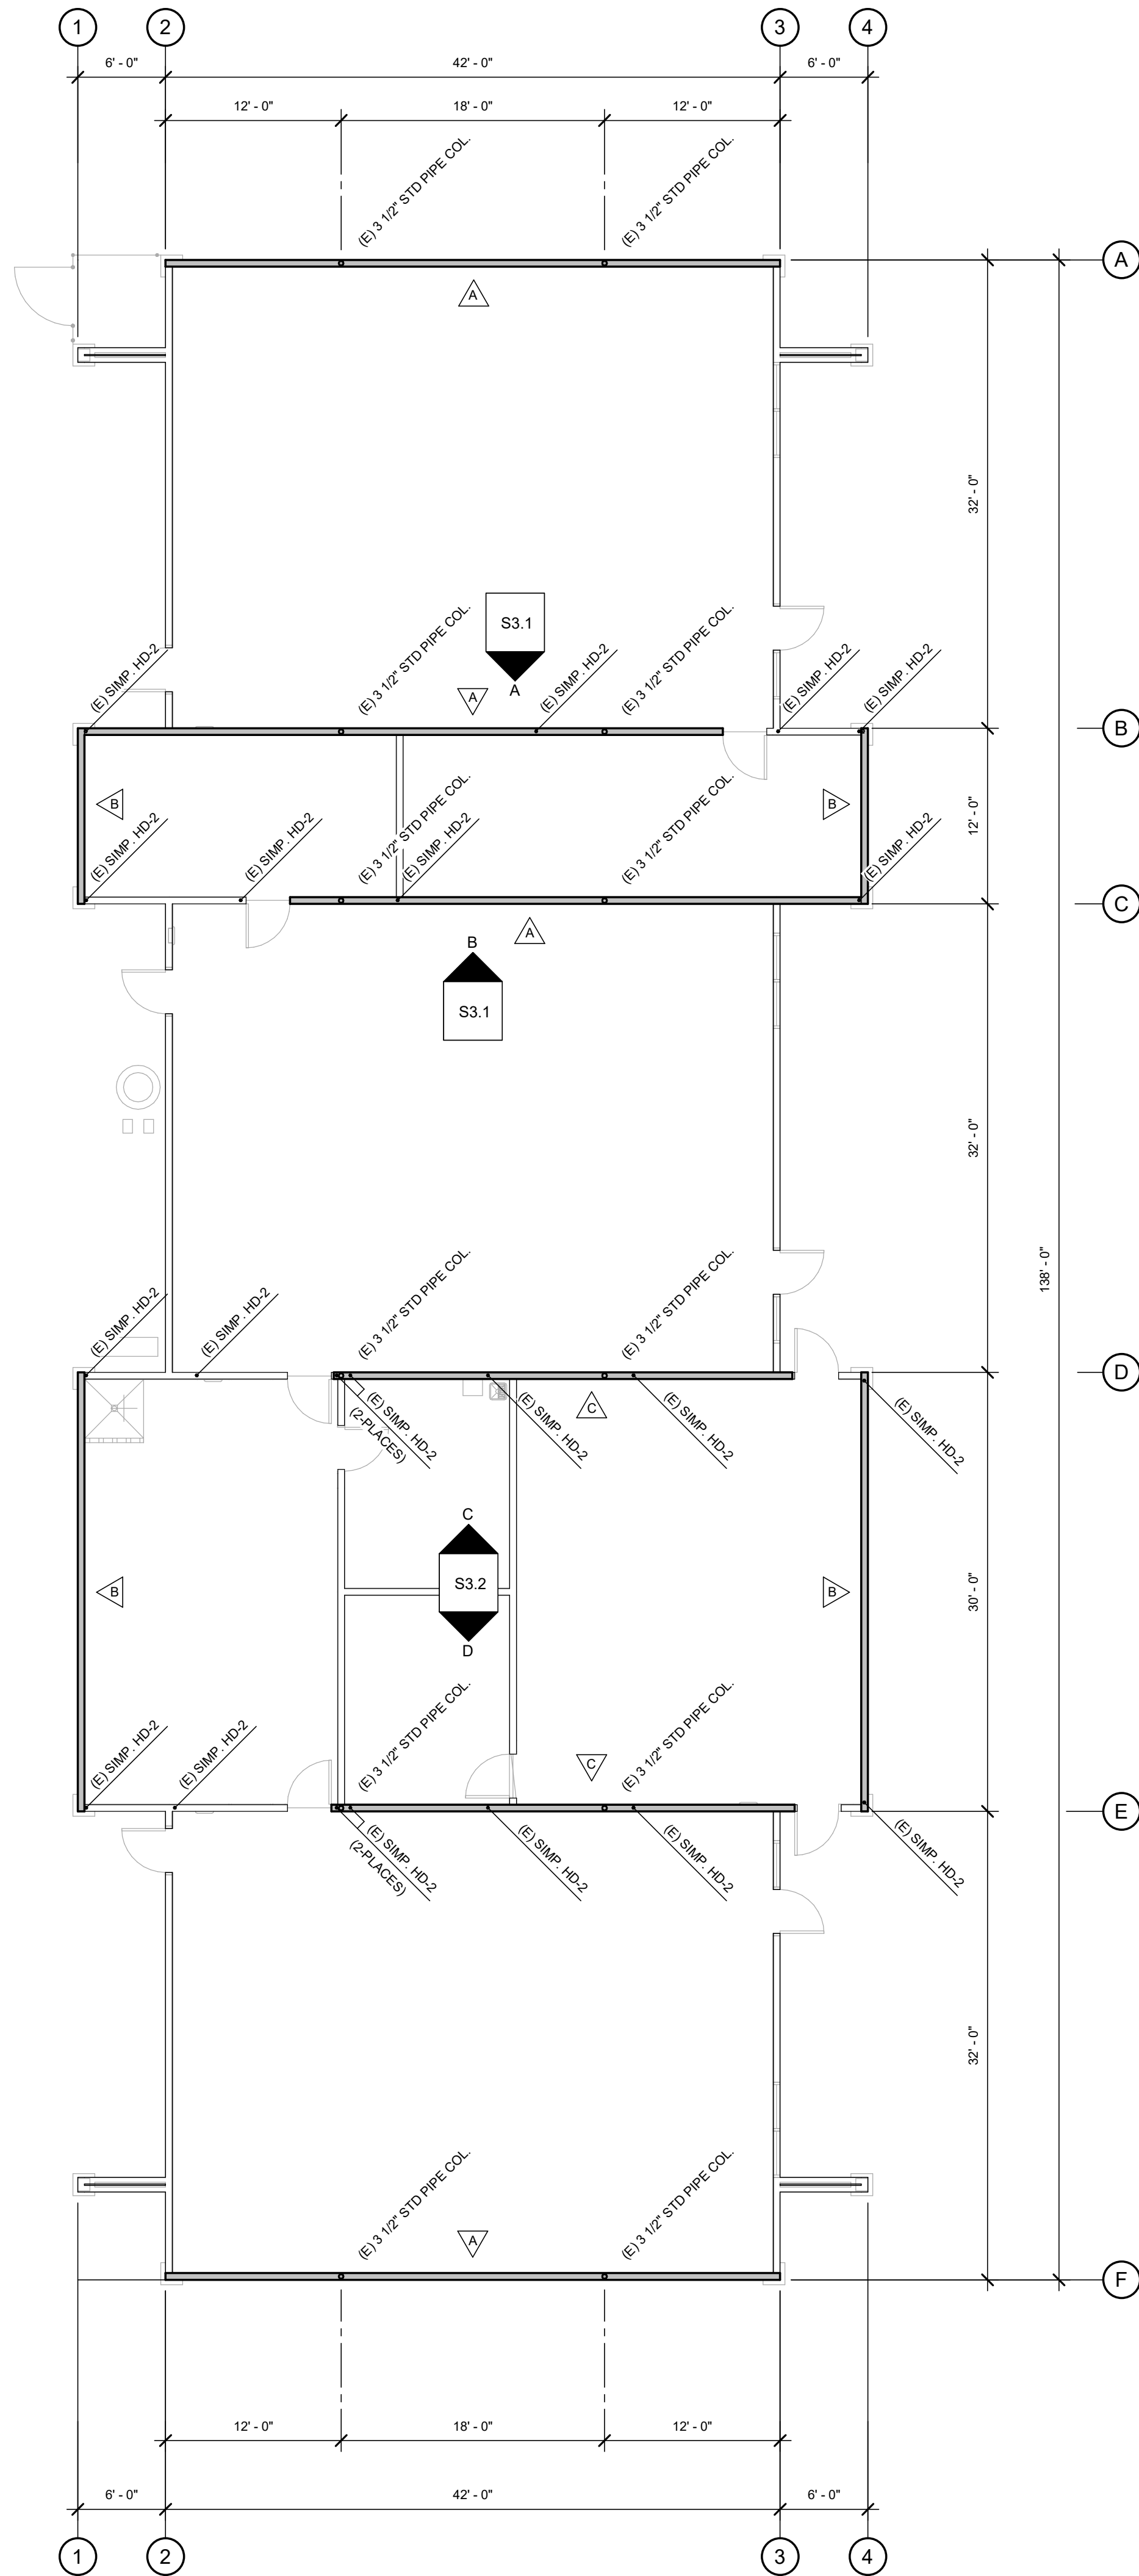 1
2
3
4
6' - 0"
42' - 0"
6' - 0"
12' - 0"
18' - 0"
12' - 0"
(E) 3 1/2" STD PIPE COL.
(E) 3 1/2" STD PIPE COL.
A
A
32' - 0"
S3.1
A
(E) SIMP. HD-2
(E) 3 1/2" STD PIPE COL.
A
(E) SIMP. HD-2
(E) 3 1/2" STD PIPE COL.
(E) SIMP. HD-2
(E) SIMP. HD-2
B
B
B
12' - 0"
(E) SIMP. HD-2
(E) SIMP. HD-2
(E) 3 1/2" STD PIPE COL.
(E) SIMP. HD-2
(E) 3 1/2" STD PIPE COL.
(E) SIMP. HD-2
C
A
B
S3.1
32' - 0"
138' - 0"
(E) SIMP. HD-2
(E) SIMP. HD-2
(E) 3 1/2" STD PIPE COL.
(E) 3 1/2" STD PIPE COL.
D
(E) SIMP. HD-2
(2-PLACES)
(E) SIMP. HD-2
C
(E) SIMP. HD-2
(E) SIMP. HD-2
C
S3.2
D
B
B
30' - 0"
(E) SIMP. HD-2
(E) SIMP. HD-2
(E) 3 1/2" STD PIPE COL.
C
(E) 3 1/2" STD PIPE COL.
E
(E) SIMP. HD-2
(2-PLACES)
(E) SIMP. HD-2
(E) SIMP. HD-2
(E) SIMP. HD-2
32' - 0"
(E) 3 1/2" STD PIPE COL.
A
(E) 3 1/2" STD PIPE COL.
F
12' - 0"
18' - 0"
12' - 0"
6' - 0"
42' - 0"
6' - 0"
1
2
3
4